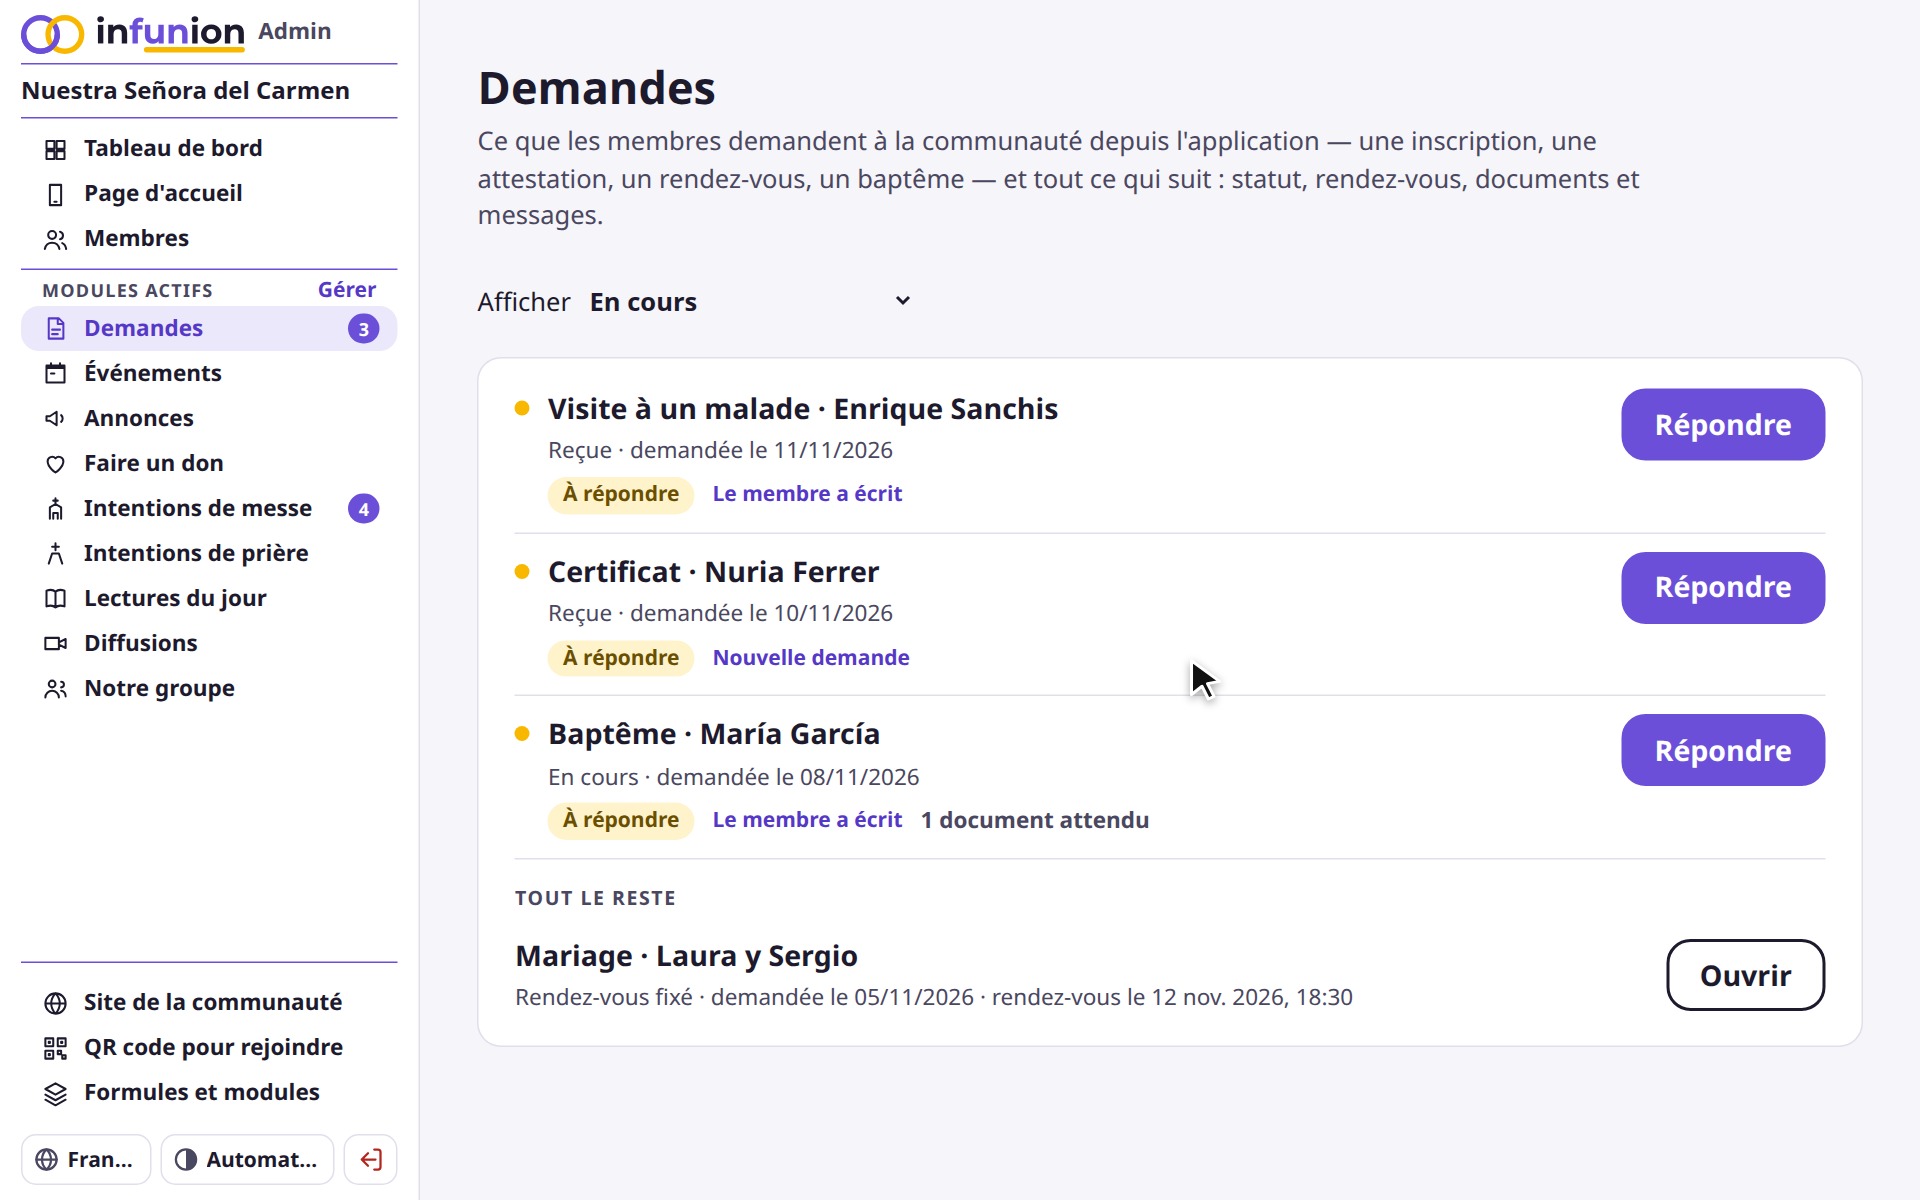 infunion Admin
Nuestra Señora del Carmen
Tableau de bord
Page d'accueil
Membres
MODULES ACTIFS Gérer
Demandes 3
Événements
Annonces
Faire un don
Intentions de messe 4
Intentions de prière
Lectures du jour
Diffusions
Notre groupe
Site de la communauté
QR code pour rejoindre
Formules et modules
Fran... Automat...
Demandes
Ce que les membres demandent à la communauté depuis l'application — une inscription, une
attestation, un rendez-vous, un baptême — et tout ce qui suit : statut, rendez-vous, documents et
messages.
Afficher En cours
Visite à un malade · Enrique Sanchis
Répondre
Reçue · demandée le 11/11/2026
À répondre Le membre a écrit
Certificat · Nuria Ferrer
Répondre
Reçue · demandée le 10/11/2026
À répondre Nouvelle demande
Baptême · María García
Répondre
En cours · demandée le 08/11/2026
À répondre Le membre a écrit 1 document attendu
TOUT LE RESTE
Mariage · Laura y Sergio
Ouvrir
Rendez-vous fixé · demandée le 05/11/2026 · rendez-vous le 12 nov. 2026, 18:30